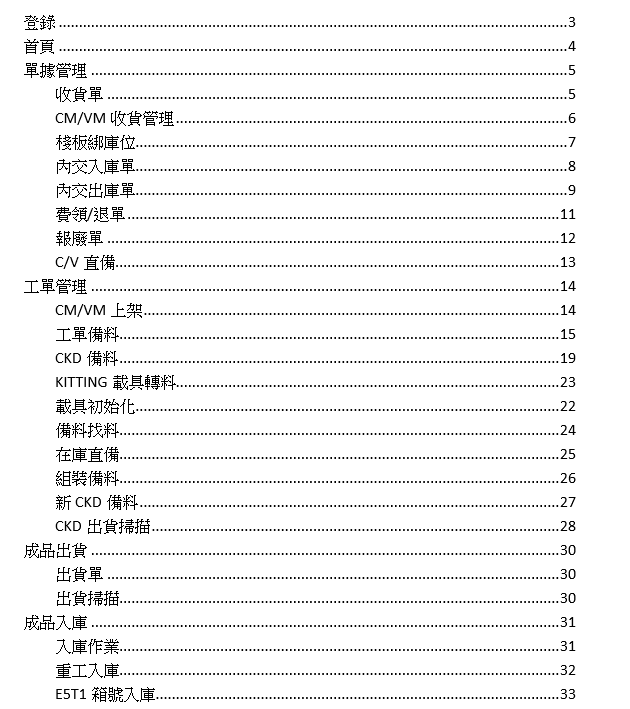 登錄 3
首頁 4
單據管理 5
收貨單 5
CM/VM 收貨管理 6
棧板綁庫位 7
內交入庫單 8
內交出庫單 9
費領/退單 11
報廢單 12
C/V 直備 13
工單管理 14
CM/VM 上架 14
工單備料 15
CKD 備料 19
KITTING 載具轉料 23
載具初始化 22
備料找料 24
在庫直備 25
組裝備料 26
新 CKD 備料 27
CKD 出貨掃描 28
成品出貨 30
出貨單 30
出貨掃描 30
成品入庫 31
入庫作業 31
重工入庫 32
E5T1 箱號入庫 33